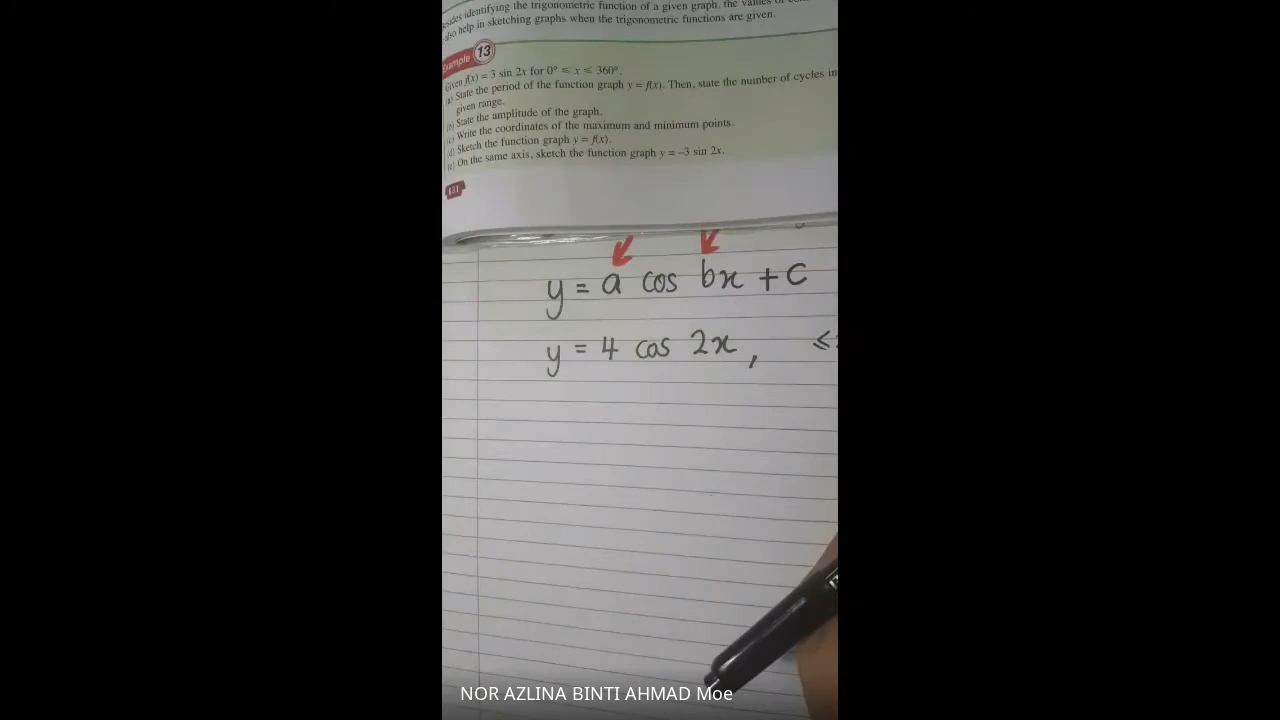 identifying the trigonometric function of a given graph, the values of
also help in sketching graphs when the trigonometric functions are given.
Example 13
Given f(x) = 3 sin 2x for 0° ≤ x ≤ 360°.
(a) State the period of the function graph y = f(x). Then, state the number of cycles in
given range.
(b) State the amplitude of the graph.
(c) Write the coordinates of the maximum and minimum points.
(d) Sketch the function graph y = f(x).
(e) On the same axis, sketch the function graph y = –3 sin 2x.
y = a cos bx + c
y = 4 cos 2x , ≤
NOR AZLINA BINTI AHMAD Moe